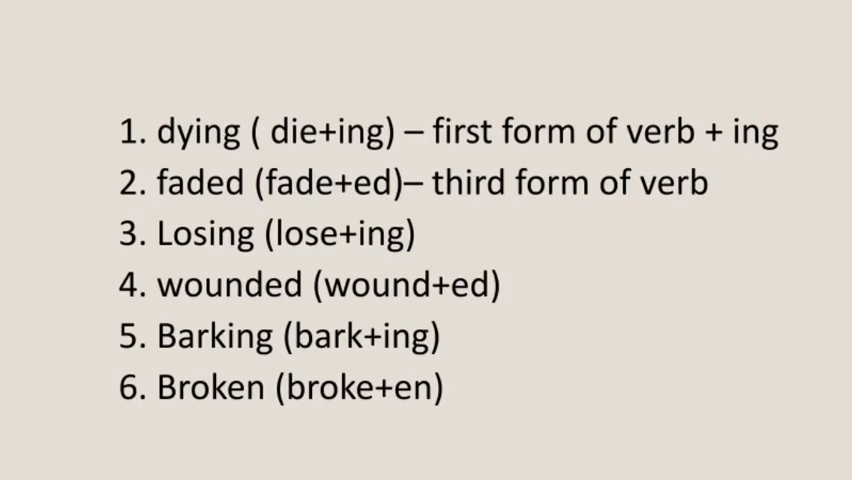 1. dying ( die+ing) – first form of verb + ing
2. faded (fade+ed)– third form of verb
3. Losing (lose+ing)
4. wounded (wound+ed)
5. Barking (bark+ing)
6. Broken (broke+en)